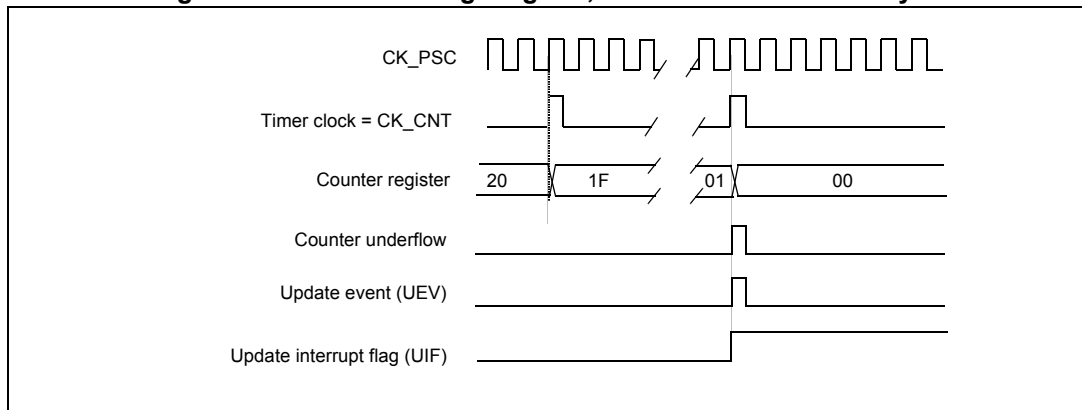 CK_PSC
Timer clock = CK_CNT
Counter register 20 1F 01 00
Counter underflow
Update event (UEV)
Update interrupt flag (UIF)